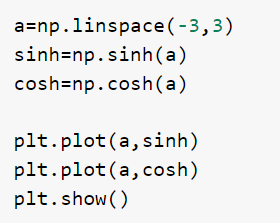 a=np.linspace(-3,3)
sinh=np.sinh(a)
cosh=np.cosh(a)

plt.plot(a,sinh)
plt.plot(a,cosh)
plt.show()